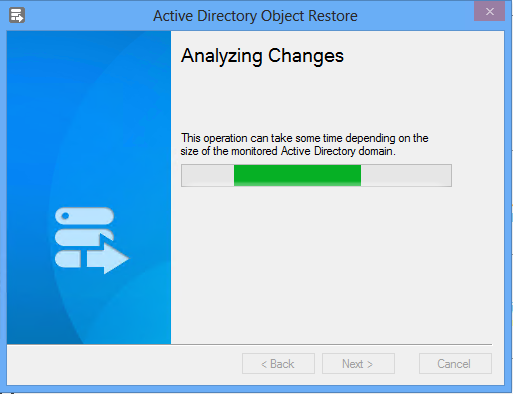 Active Directory Object Restore
Analyzing Changes
This operation can take some time depending on the
size of the monitored Active Directory domain.
< Back
Next >
Cancel